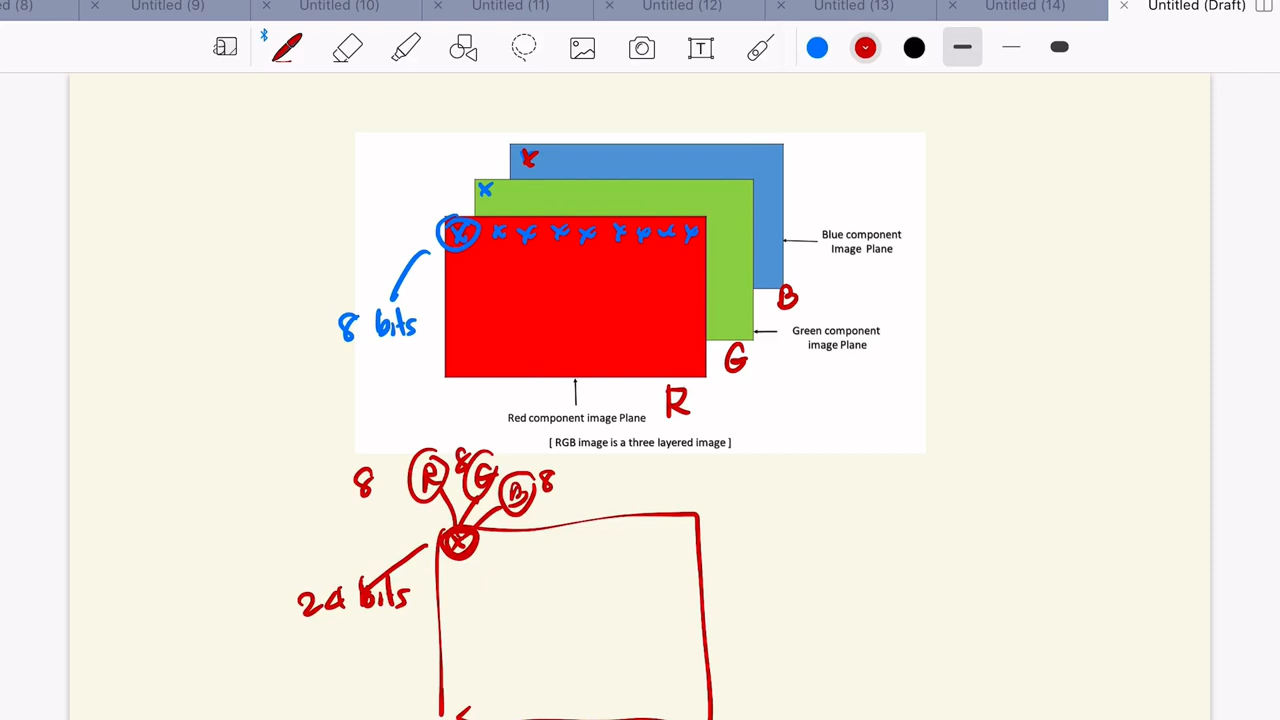 (8)
Untitled (9)
Untitled (10)
Untitled (11)
Untitled (12)
Untitled (13)
Untitled (14)
Untitled (Draft)
T
x
x
x x x x x x x x x
Blue component
Image Plane
8 bits
B
Green component
image Plane
G
R
Red component image Plane
[ RGB image is a three layered image ]
8 R 8 G B 8
x
24 bits